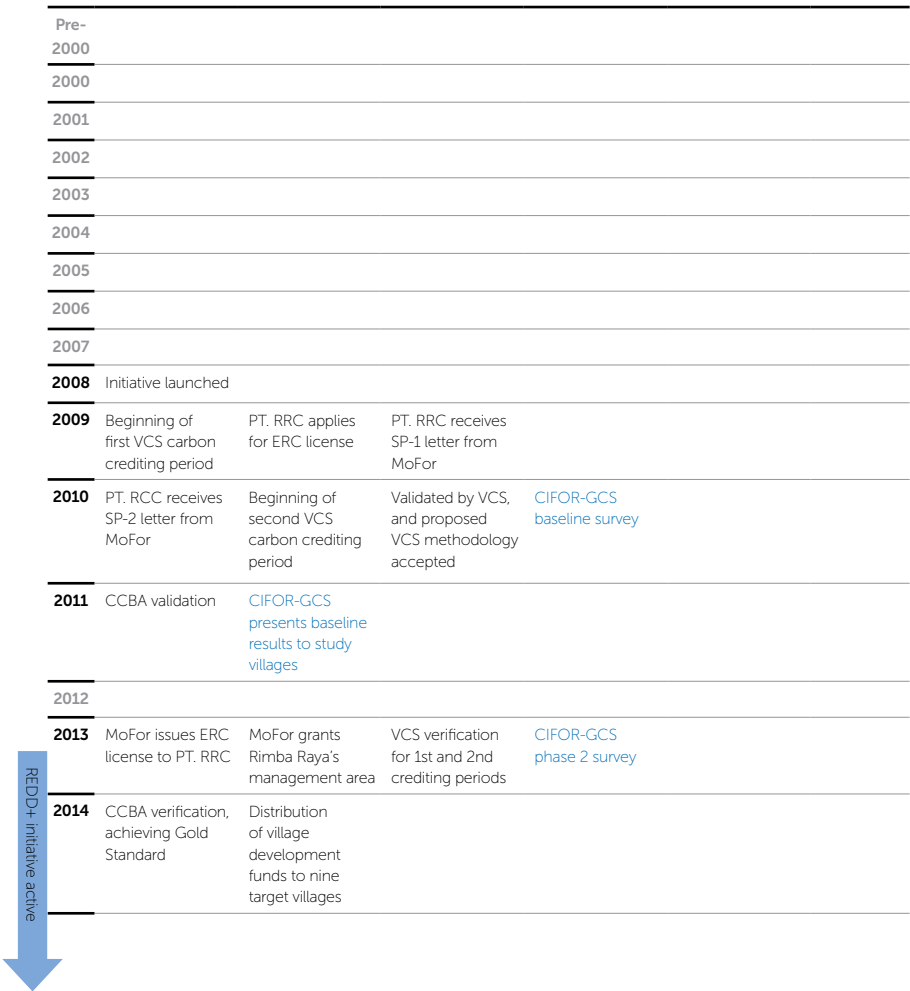 Pre-
2000
2000
2001
2002
2003
2004
2005
2006
2007
2008
Initiative launched
2009
Beginning of
first VCS carbon
crediting period
PT. RRC applies
for ERC license
PT. RRC receives
SP-1 letter from
MoFor
2010
PT. RCC receives
SP-2 letter from
MoFor
Beginning of
second VCS
carbon crediting
period
Validated by VCS,
and proposed
VCS methodology
accepted
CIFOR-GCS
baseline survey
2011
CCBA validation
CIFOR-GCS
presents baseline
results to study
villages
2012
2013
MoFor issues ERC
license to PT. RRC
MoFor grants
Rimba Raya’s
management area
VCS verification
for 1st and 2nd
crediting periods
CIFOR-GCS
phase 2 survey
2014
CCBA verification,
achieving Gold
Standard
Distribution
of village
development
funds to nine
target villages
REDD+ initiative active